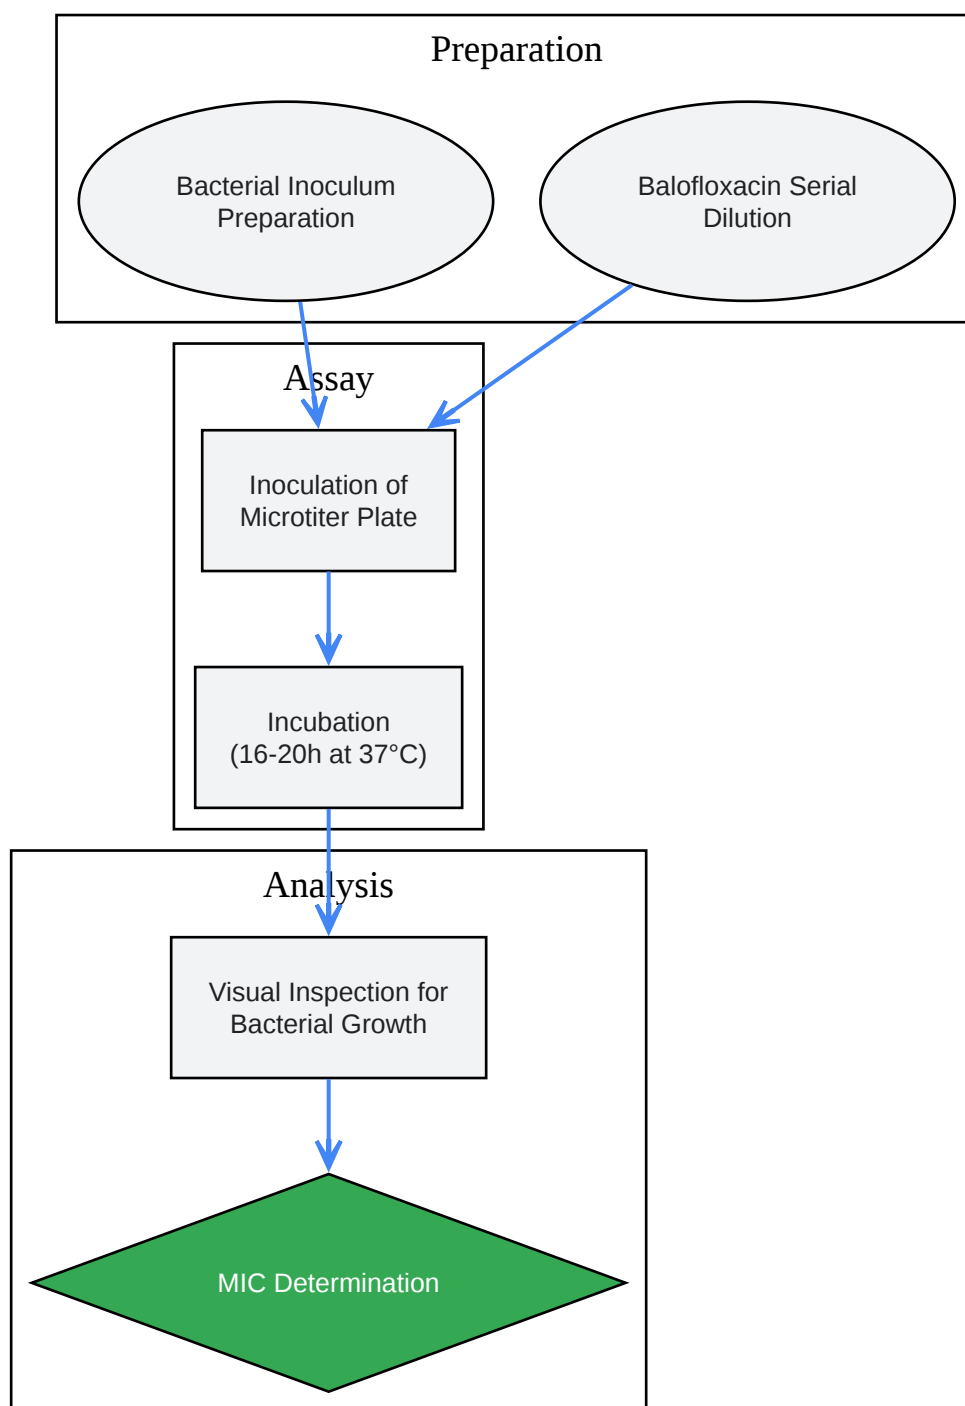 Preparation
Bacterial Inoculum
Preparation
Balofloxacin Serial
Dilution
Assay
Inoculation of
Microtiter Plate
Incubation
(16-20h at 37°C)
Analysis
Visual Inspection for
Bacterial Growth
MIC Determination